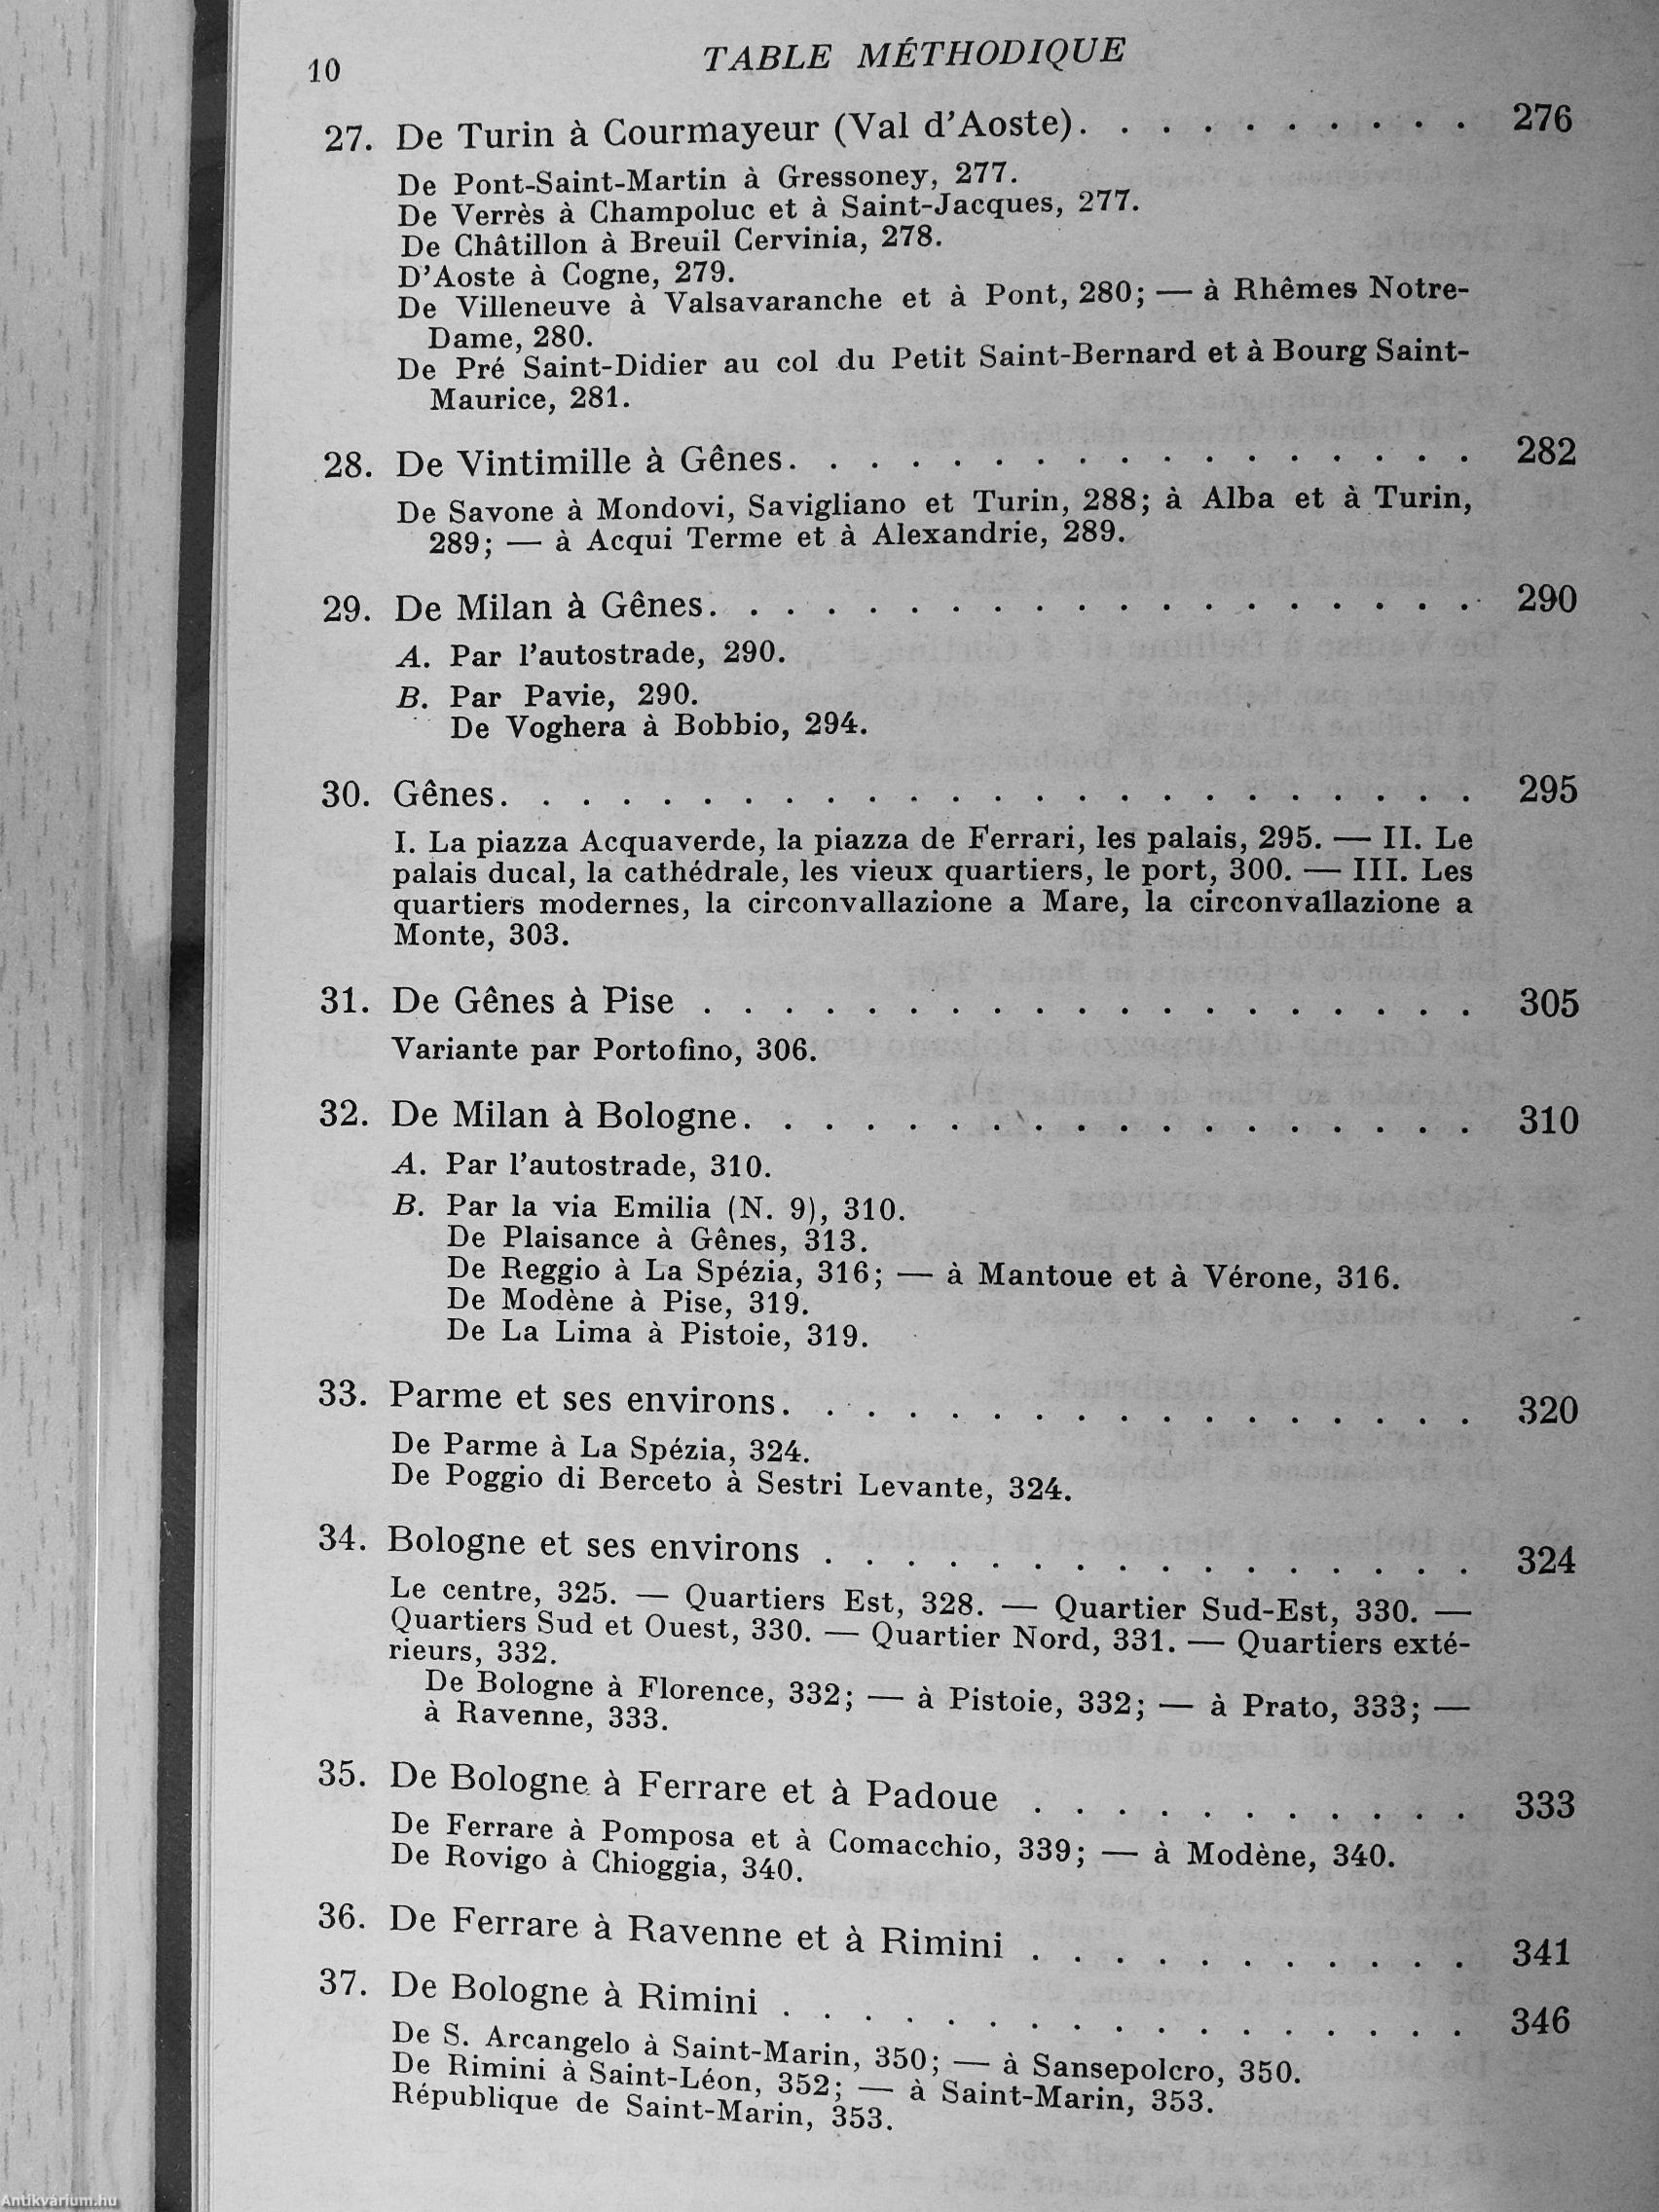 10
TABLE MÉTHODIQUE
27. De Turin à Courmayeur (Val d'Aoste). . . . . . . . . . 276
De Pont-Saint-Martin à Gressoney, 277.
De Verrès à Champoluc et à Saint-Jacques, 277.
De Châtillon à Breuil Cervinia, 278.
D'Aoste à Cogne, 279.
De Villeneuve à Valsavaranche et à Pont, 280; — à Rhêmes Notre-
Dame, 280.
De Pré Saint-Didier au col du Petit Saint-Bernard et à Bourg Saint-
Maurice, 281.
28. De Vintimille à Gênes. . . . . . . . . . . . . . . . . 282
De Savone à Mondovi, Savigliano et Turin, 288; à Alba et à Turin,
289; — à Acqui Terme et à Alexandrie, 289.
29. De Milan à Gênes. . . . . . . . . . . . . . . . . . . 290
A. Par l'autostrade, 290.
B. Par Pavie, 290.
De Voghera à Bobbio, 294.
30. Gênes. . . . . . . . . . . . . . . . . . . . . . . . 295
I. La piazza Acquaverde, la piazza de Ferrari, les palais, 295. — II. Le
palais ducal, la cathédrale, les vieux quartiers, le port, 300. — III. Les
quartiers modernes, la circonvallazione a Mare, la circonvallazione a
Monte, 303.
31. De Gênes à Pise . . . . . . . . . . . . . . . . . . . 305
Variante par Portofino, 306.
32. De Milan à Bologne. . . . . . . . . . . . . . . . . . 310
A. Par l'autostrade, 310.
B. Par la via Emilia (N. 9), 310.
De Plaisance à Gênes, 313.
De Reggio à La Spézia, 316; — à Mantoue et à Vérone, 316.
De Modène à Pise, 319.
De La Lima à Pistoie, 319.
33. Parme et ses environs. . . . . . . . . . . . . . . . . 320
De Parme à La Spézia, 324.
De Poggio di Berceto à Sestri Levante, 324.
34. Bologne et ses environs . . . . . . . . . . . . . . . . 324
Le centre, 325. — Quartiers Est, 328. — Quartier Sud-Est, 330. —
Quartiers Sud et Ouest, 330. — Quartier Nord, 331. — Quartiers exté-
rieurs, 332.
De Bologne à Florence, 332; — à Pistoie, 332; — à Prato, 333; —
à Ravenne, 333.
35. De Bologne à Ferrare et à Padoue . . . . . . . . . . . 333
De Ferrare à Pomposa et à Comacchio, 339; — à Modène, 340.
De Rovigo à Chioggia, 340.
36. De Ferrare à Ravenne et à Rimini . . . . . . . . . . . 341
37. De Bologne à Rimini . . . . . . . . . . . . . . . . . 346
De S. Arcangelo à Saint-Marin, 350; — à Sansepolcro, 350.
De Rimini à Saint-Léon, 352; — à Saint-Marin, 353.
République de Saint-Marin, 353.
Antikvárium.hu